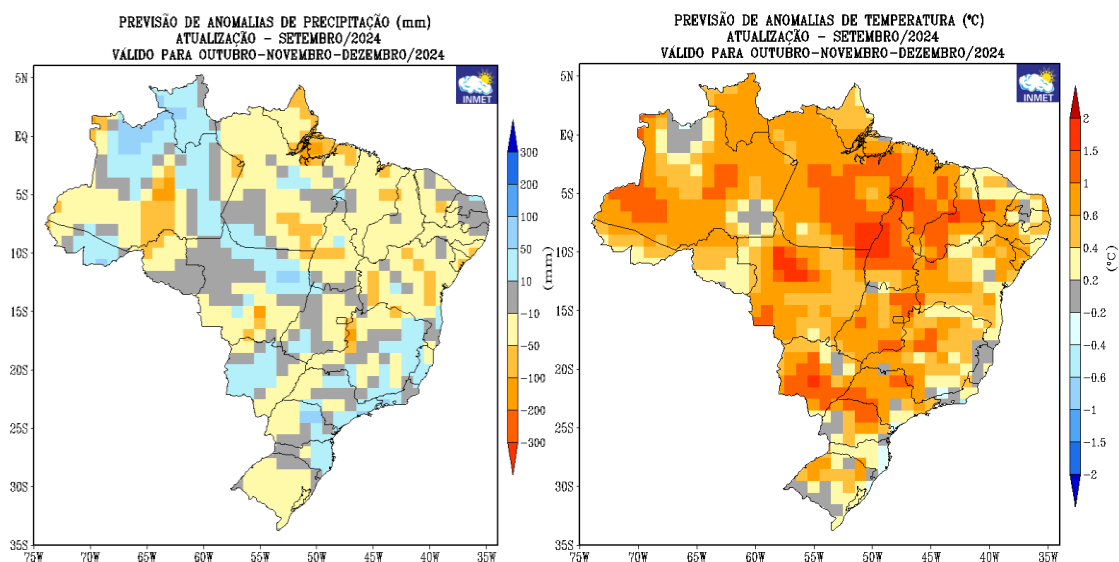 PREVISÃO DE ANOMALIAS DE PRECIPITAÇÃO (mm)
ATUALIZAÇÃO - SETEMBRO/2024
VÁLIDO PARA OUTUBRO-NOVEMBRO-DEZEMBRO/2024
INMET
5N
EQ
5S
10S
15S
20S
25S
30S
35S
75W
70W
65W
60W
55W
50W
45W
40W
35W
300
200
100
50
10
-10
-50
-100
-200
-300
(mm)
PREVISÃO DE ANOMALIAS DE TEMPERATURA (°C)
ATUALIZAÇÃO - SETEMBRO/2024
VÁLIDO PARA OUTUBRO-NOVEMBRO-DEZEMBRO/2024
INMET
5N
EQ
5S
10S
15S
20S
25S
30S
35S
75W
70W
65W
60W
55W
50W
45W
40W
35W
2
1.5
1
0.6
0.4
0.2
-0.2
-0.4
-0.6
-1
-1.5
-2
(°C)